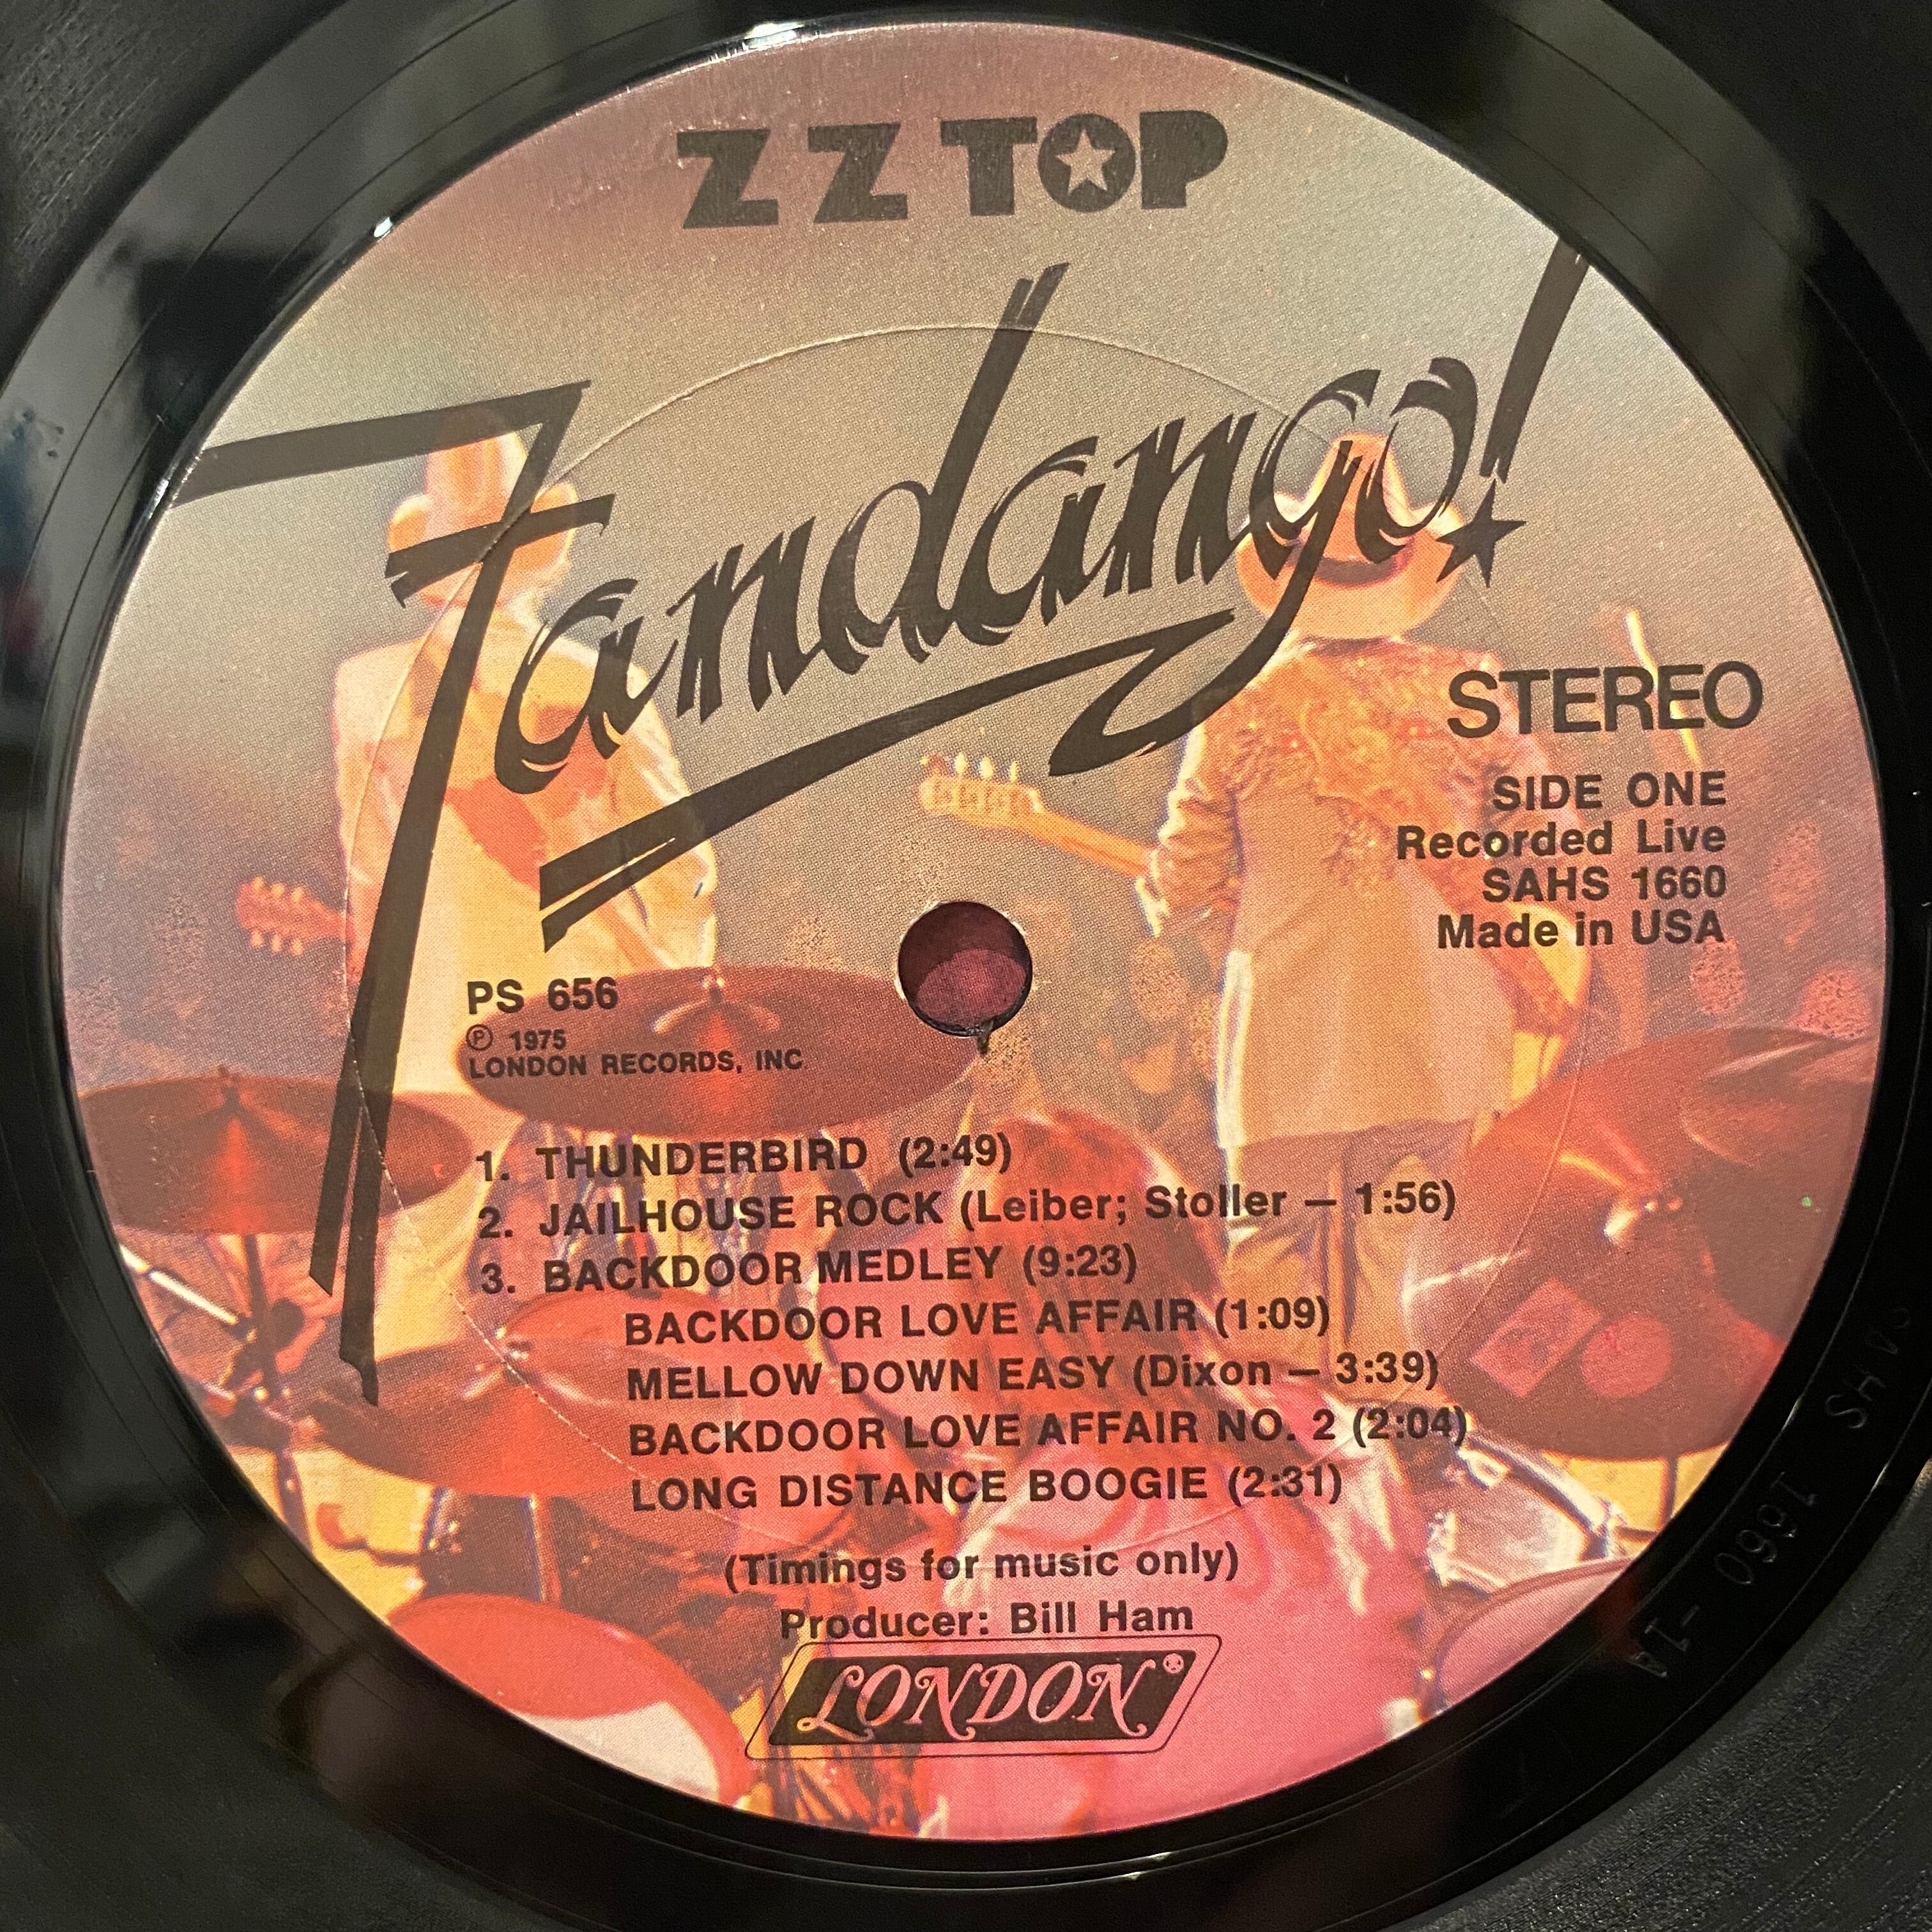 ZZ TOP
Fandango!
STEREO
SIDE ONE
Recorded Live
SAHS 1660
Made in USA
PS 656
℗ 1975
LONDON RECORDS, INC
1. THUNDERBIRD (2:49)
2. JAILHOUSE ROCK (Leiber; Stoller – 1:56)
3. BACKDOOR MEDLEY (9:23)
BACKDOOR LOVE AFFAIR (1:09)
MELLOW DOWN EASY (Dixon – 3:39)
BACKDOOR LOVE AFFAIR NO. 2 (2:04)
LONG DISTANCE BOOGIE (2:31)
(Timings for music only)
Producer: Bill Ham
LONDON®
SAHS 1660-1A